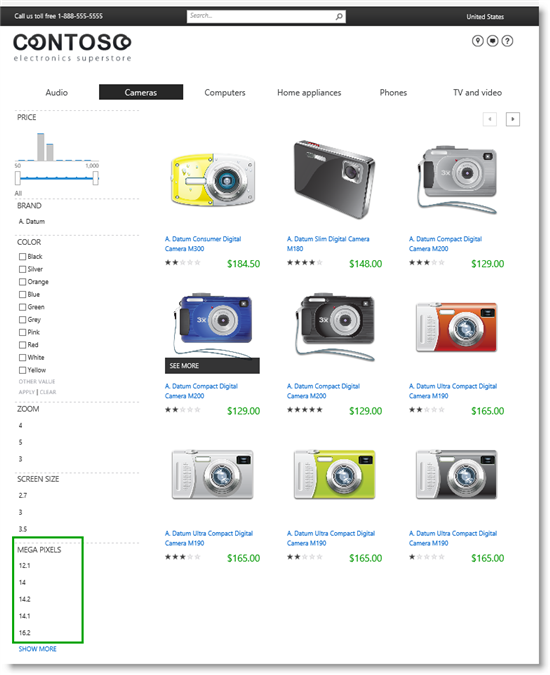 Call us toll free 1-888-555-5555
Search...
United States
CONTOSO
electronics superstore
Audio
Cameras
Computers
Home appliances
Phones
TV and video
PRICE
50 1,000
All
BRAND
A. Datum
COLOR
Black
Silver
Orange
Blue
Green
Grey
Pink
Red
White
Yellow
OTHER VALUE
APPLY | CLEAR
ZOOM
4
5
3
SCREEN SIZE
2.7
3
3.5
MEGA PIXELS
12.1
14
14.2
14.1
16.2
SHOW MORE
A. Datum Consumer Digital
Camera M300
$184.50
A. Datum Slim Digital Camera
M180
$148.00
3x
A. Datum Compact Digital
Camera M200
$129.00
3x
SEE MORE
A. Datum Compact Digital
Camera M200
$129.00
3x
A. Datum Compact Digital
Camera M200
$129.00
A. Datum Ultra Compact Digital
Camera M190
$165.00
A. Datum Ultra Compact Digital
Camera M190
$165.00
A. Datum Ultra Compact Digital
Camera M190
$165.00
A. Datum Ultra Compact Digital
Camera M190
$165.00